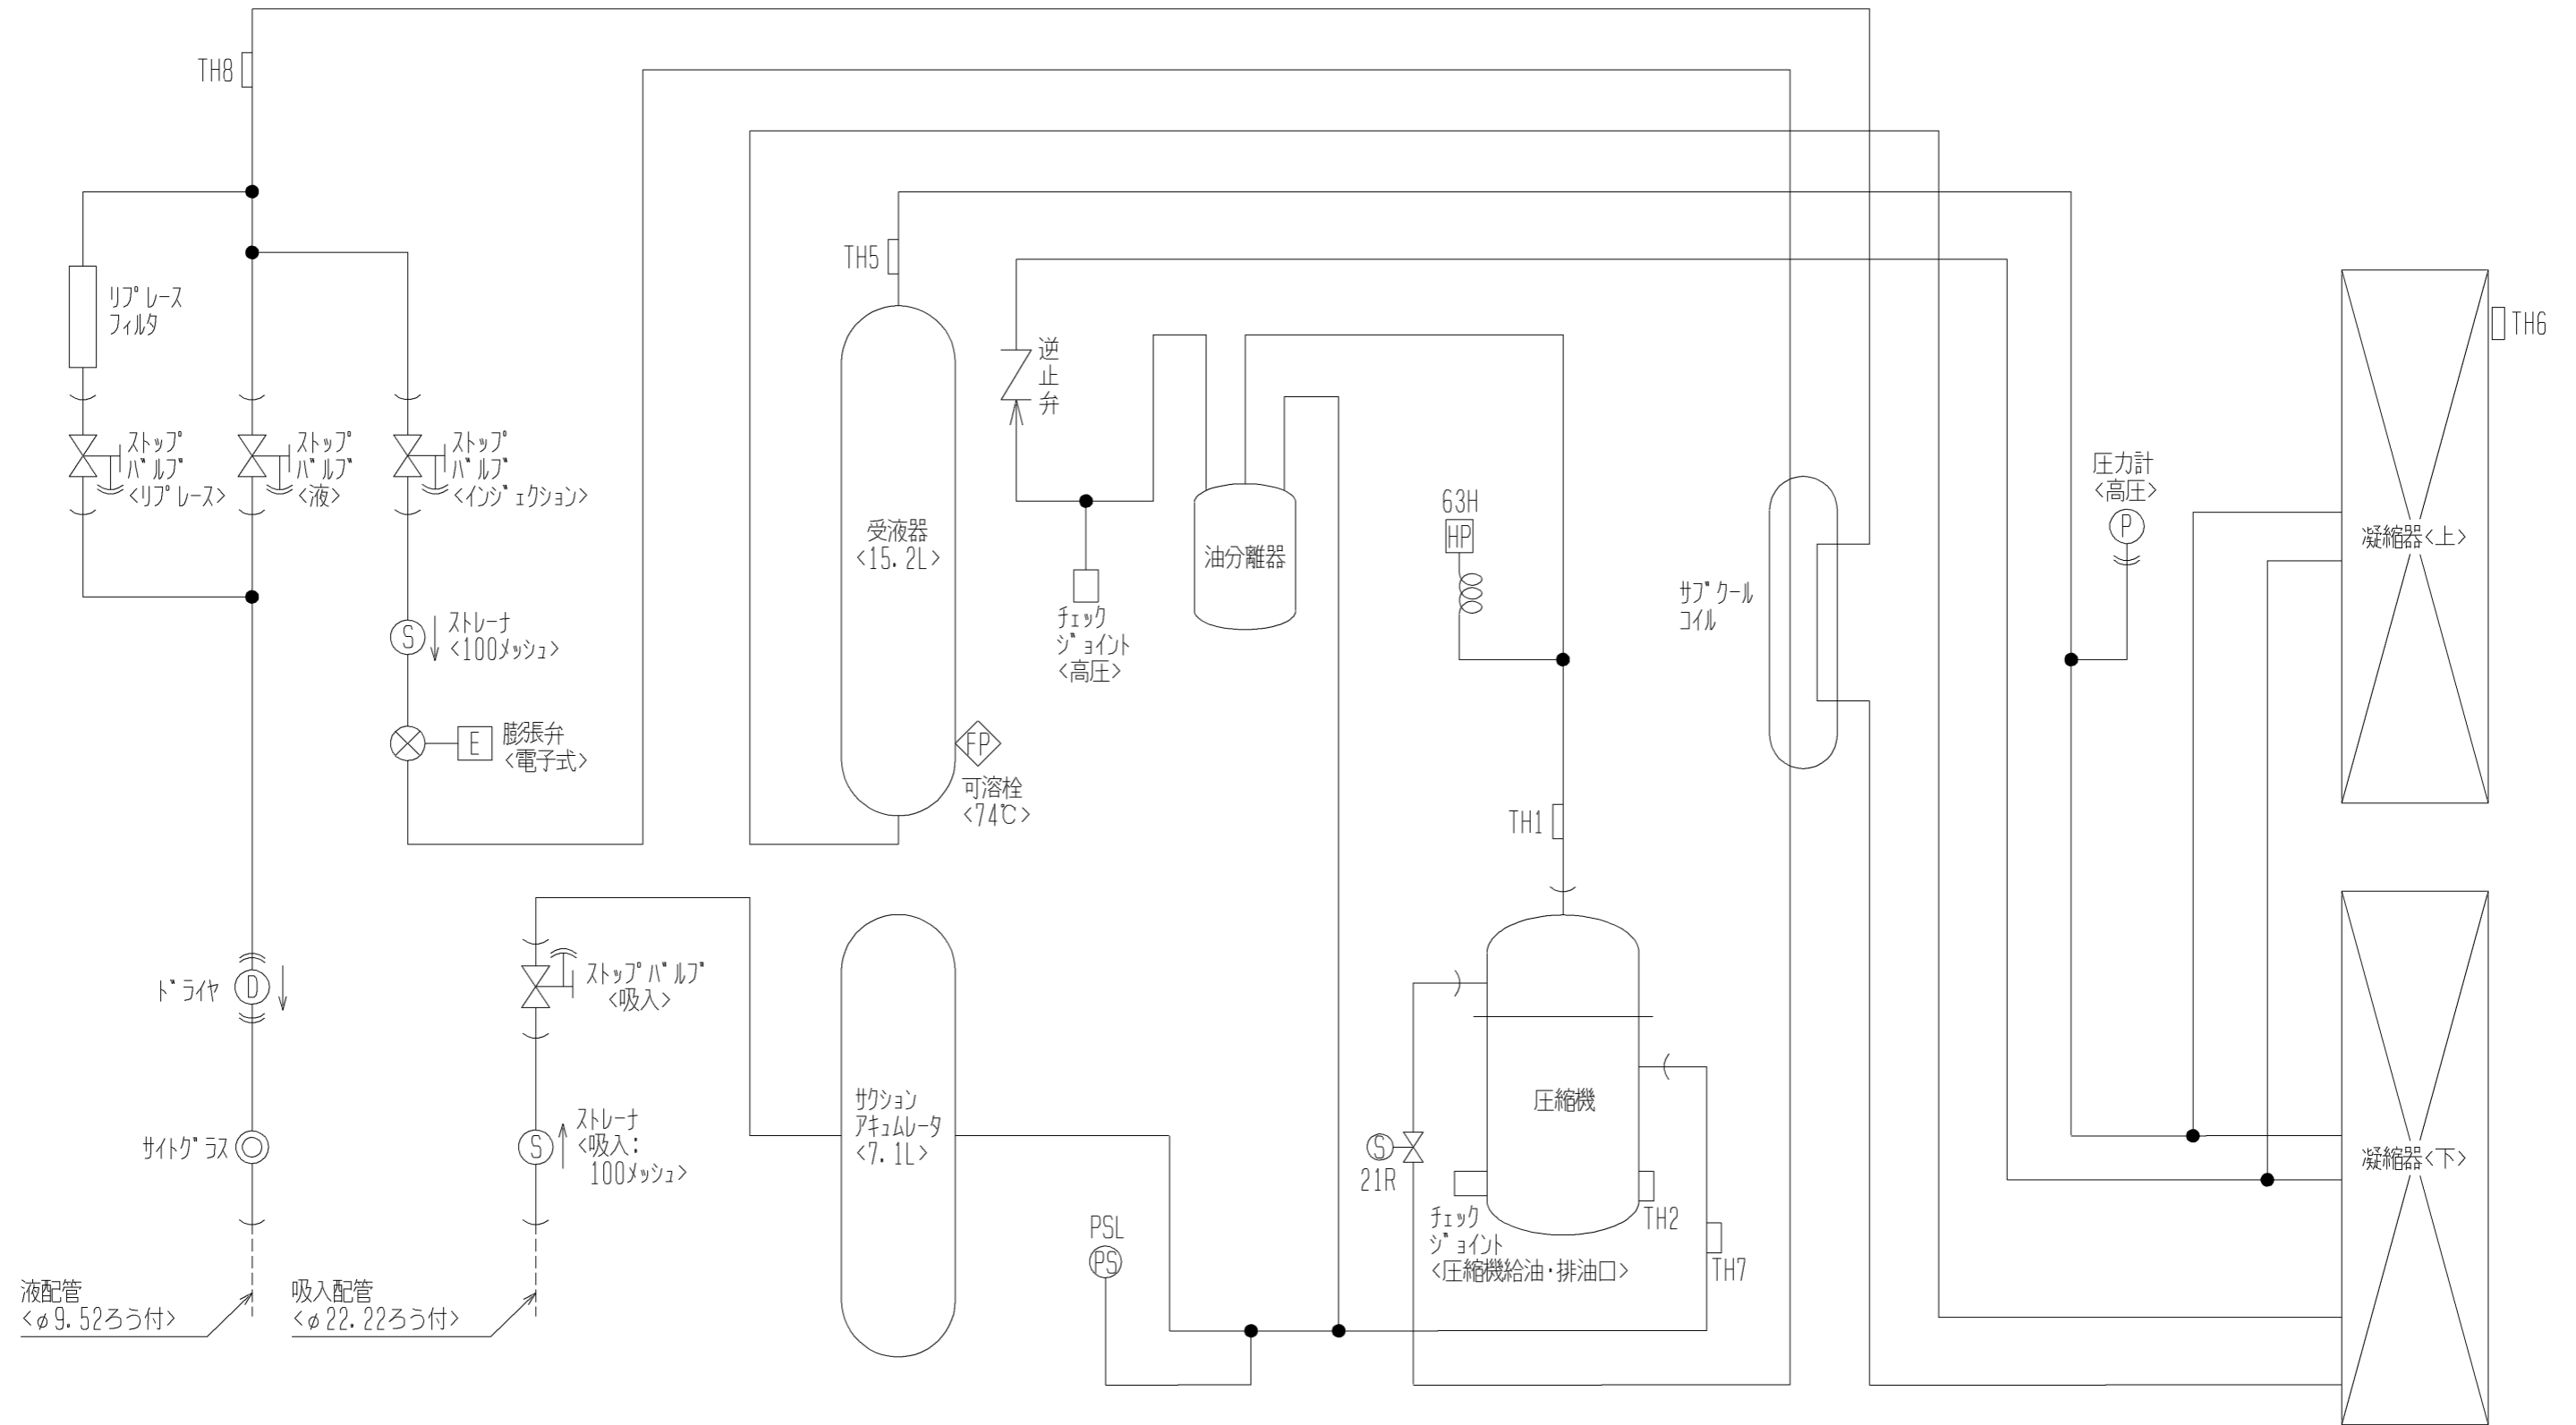 TH8
リプレース
フィルタ
ストップ
バルブ
<リプレース>
ストップ
バルブ
<液>
ストップ
バルブ
<インジェクション>
S
ストレーナ
<100メッシュ>
E
膨張弁
<電子式>
TH5
受液器
<15.2L>
FP
可溶栓
<74℃>
逆
止
弁
チェック
ジョイント
<高圧>
油分離器
63H
HP
TH1
サブクール
コイル
圧力計
<高圧>
P
TH6
凝縮器<上>
凝縮器<下>
ドライヤ
D
サイトグラス
液配管
<φ9.52ろう付>
ストップバルブ
<吸入>
S
ストレーナ
<吸入:
100メッシュ>
吸入配管
<φ22.22ろう付>
サクション
アキュムレータ
<7.1L>
PSL
PS
圧縮機
S
21R
チェック
ジョイント
<圧縮機給油・排油口>
TH2
TH7